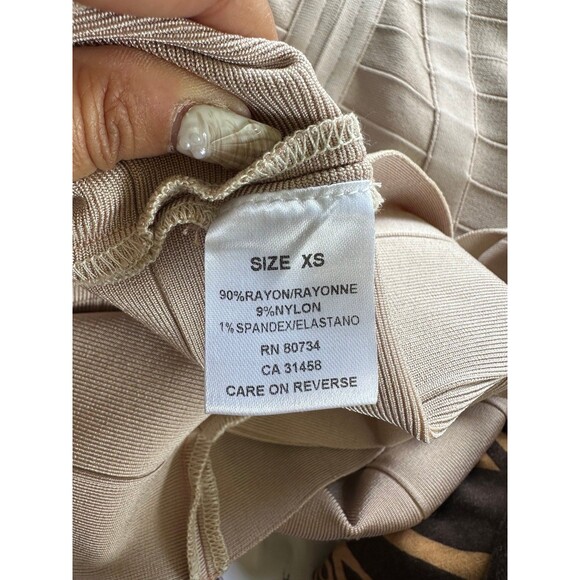 SIZE XS
90%RAYON/RAYONNE
9%NYLON
1%SPANDEX/ELASTANO
RN 80734
CA 31458
CARE ON REVERSE